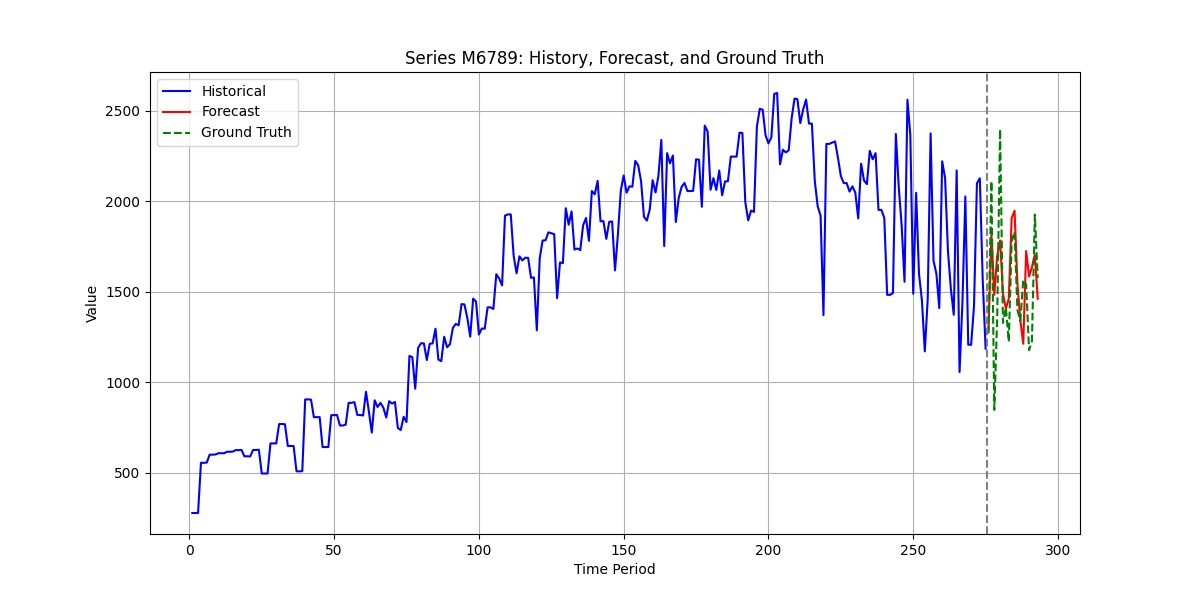 Series M6789: History, Forecast, and Ground Truth
Historical
Forecast
Ground Truth
Value
2500
2000
1500
1000
500
0 50 100 150 200 250 300
Time Period